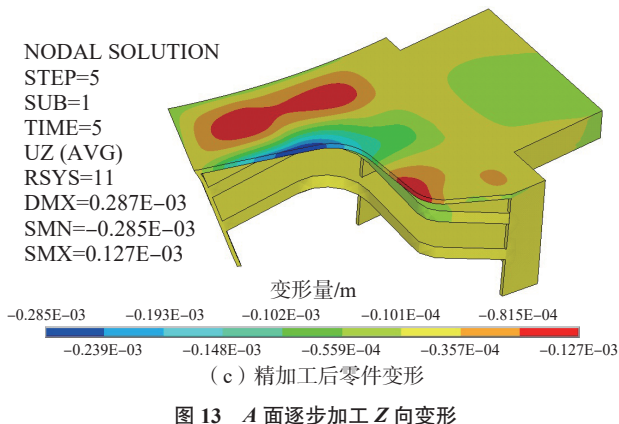 NODAL SOLUTION
STEP=5
SUB=1
TIME=5
UZ (AVG)
RSYS=11
DMX=0.287E−03
SMN=−0.285E−03
SMX=0.127E−03
变形量/m
−0.285E−03 −0.193E−03 −0.102E−03 −0.101E−04 −0.815E−04
−0.239E−03 −0.148E−03 −0.559E−04 −0.357E−04 −0.127E−03
（c）精加工后零件变形
图 13 A 面逐步加工 Z 向变形